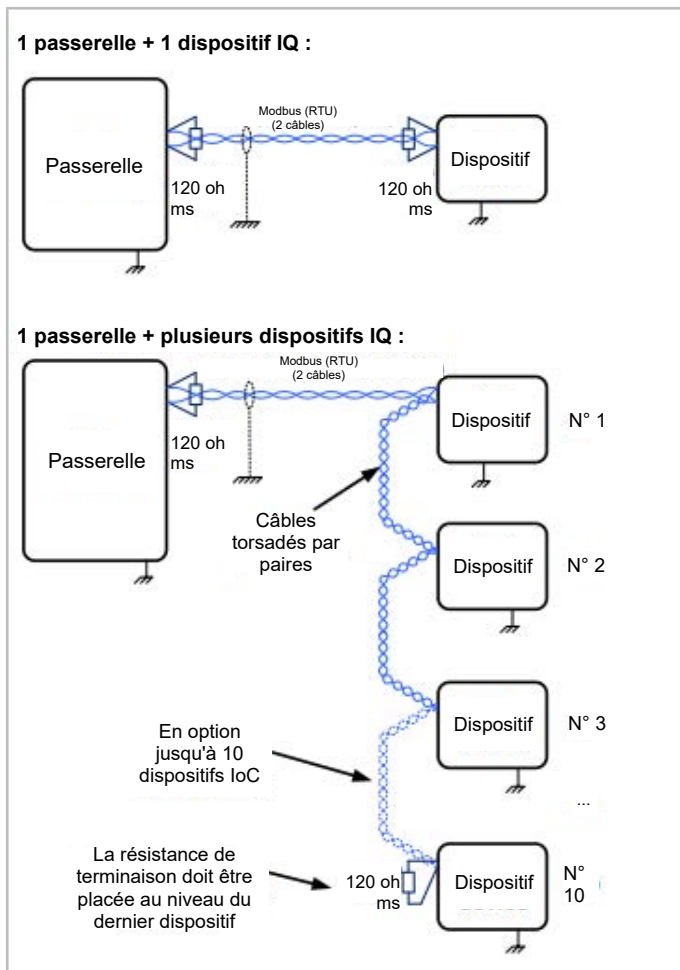 1 passerelle + 1 dispositif IQ :
Modbus (RTU)
(2 câbles)
Passerelle
Dispositif
120 oh
ms
120 oh
ms
1 passerelle + plusieurs dispositifs IQ :
Modbus (RTU)
(2 câbles)
Passerelle
120 oh
ms
Dispositif
N° 1
Câbles
torsadés par
paires
Dispositif
N° 2
Dispositif
N° 3
En option
jusqu'à 10
dispositifs IoC
...
La résistance de
terminaison doit être
placée au niveau du
dernier dispositif
120 oh
ms
Dispositif
N°
10